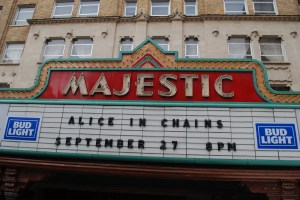 MAJESTIC
BUD LIGHT
ALICE IN CHAINS
SEPTEMBER 27 8PM
BUD LIGHT